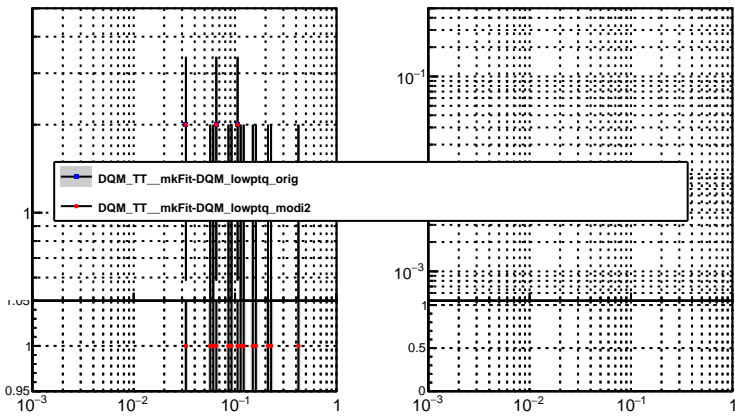 10⁻¹
1
DQM_TT__mkFit-DQM_lowptq_orig
DQM_TT__mkFit-DQM_lowptq_modi2
10⁻³
1.05
1
0.95
1
0.5
0
10⁻³ 10⁻² 10⁻¹ 1
10⁻³ 10⁻² 10⁻¹ 1